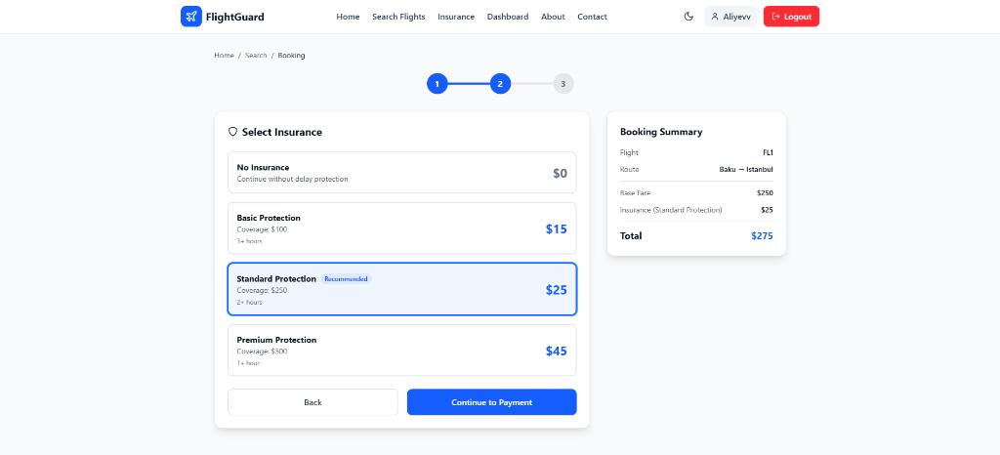 FlightGuard
Home Search Flights Insurance Dashboard About Contact
Aliyevv
Logout
Home / Search / Booking
1 2 3
Select Insurance
No Insurance
Continue without delay protection
$0
Basic Protection
Coverage: $100
3+ hours
$15
Standard Protection Recommended
Coverage: $250
2+ hours
$25
Premium Protection
Coverage: $500
1+ hour
$45
Back
Continue to Payment
Booking Summary
Flight FL1
Route Baku → Istanbul
Base Fare $250
Insurance (Standard Protection) $25
Total $275